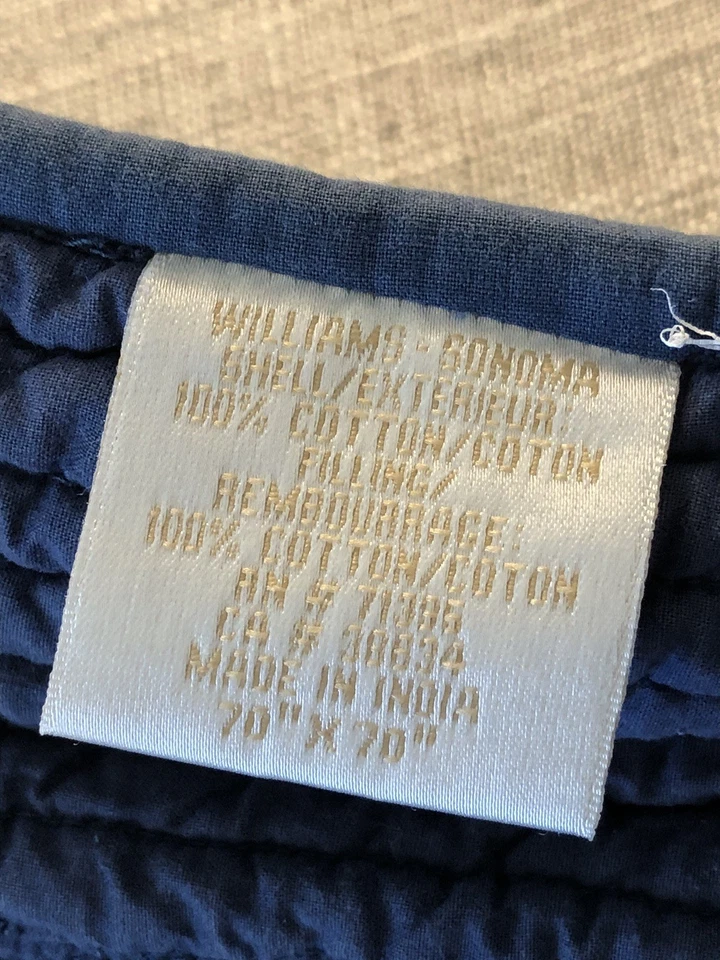 WILLIAMS SONOMA
SHELL/EXTERIEUR:
100% COTTON/COTON
FILLING/
REMBOURRAGE:
100% COTTON/COTON
RN #
CA #
MADE IN INDIA
70" X 70"